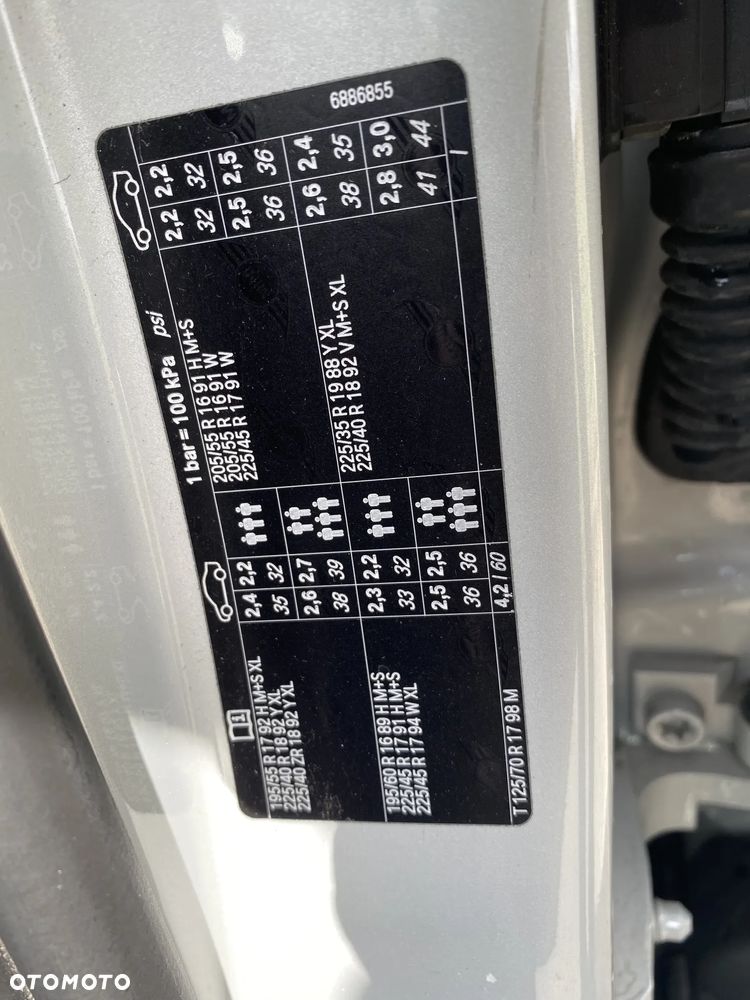 1
1 bar = 100 kPa psi
195/55 R 17 92 H M+S XL
225/40 R 18 92 Y XL
225/40 ZR 18 92 Y XL
2,4 2,2
35 32
2,6 2,7
38 39
205/55 R 16 91 H M+S
205/55 R 16 91 W
225/45 R 17 91 W
2,2 2,2
32 32
2,5 2,5
36 36
195/60 R 16 89 H M+S
225/45 R 17 91 H M+S
225/45 R 17 94 W XL
2,3 2,2
33 32
2,5 2,5
36 36
225/35 R 19 88 Y XL
225/40 R 18 92 V M+S XL
2,6 2,4
38 35
2,8 3,0
41 44
T 125/70 R 17 98 M
4,2 / 60
/
6886855
OTOMOTO